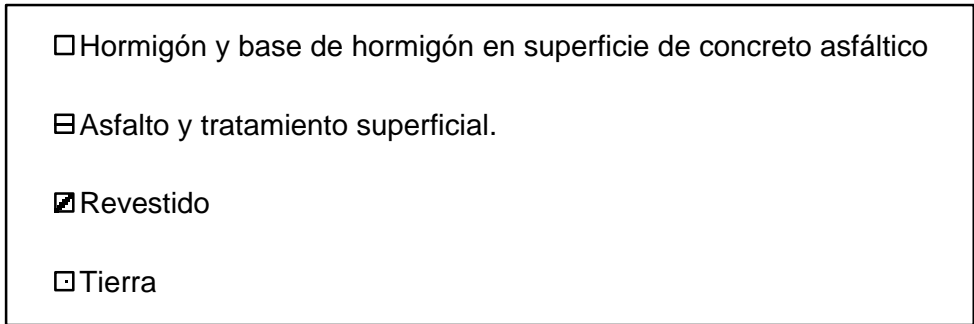 Hormigón y base de hormigón en superficie de concreto asfáltico
Asfalto y tratamiento superficial.
Revestido
Tierra